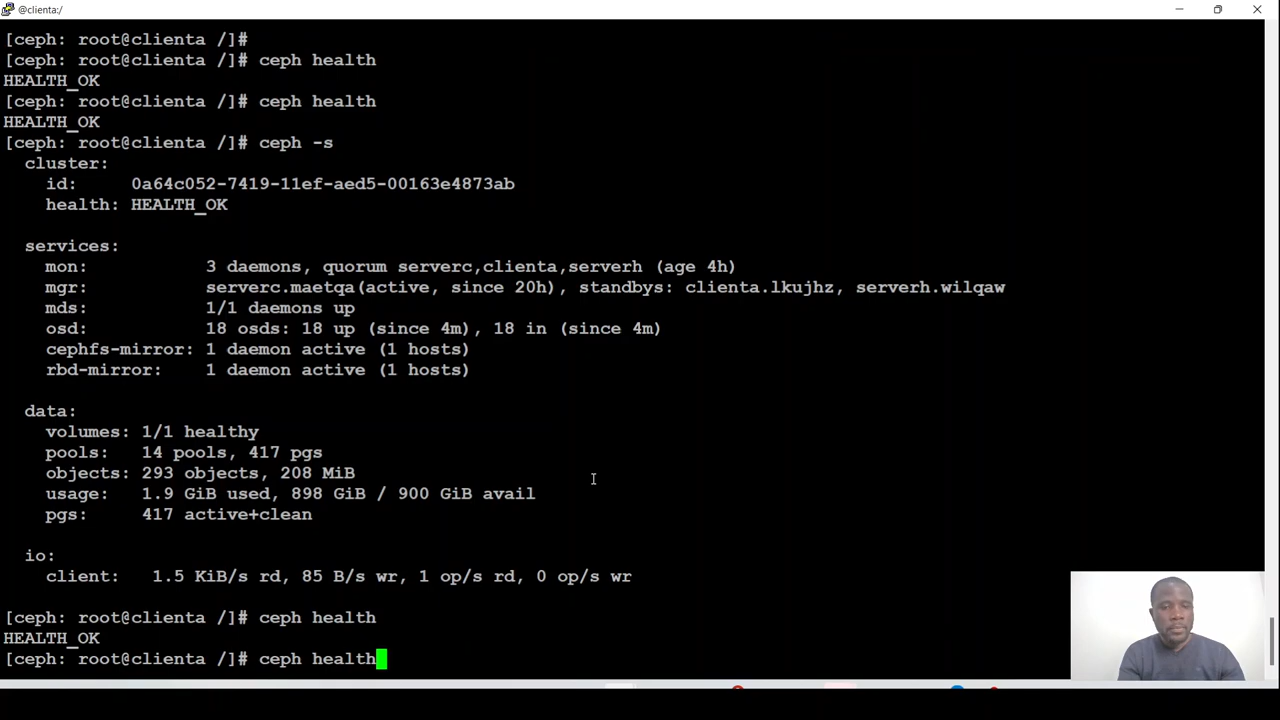 @clienta:/
[ceph: root@clienta /]#
[ceph: root@clienta /]# ceph health
HEALTH_OK
[ceph: root@clienta /]# ceph health
HEALTH_OK
[ceph: root@clienta /]# ceph -s
  cluster:
    id:     0a64c052-7419-11ef-aed5-00163e4873ab
    health: HEALTH_OK
  services:
    mon:           3 daemons, quorum serverc,clienta,serverh (age 4h)
    mgr:           serverc.maetqa(active, since 20h), standbys: clienta.lkujhz, serverh.wilqaw
    mds:           1/1 daemons up
    osd:           18 osds: 18 up (since 4m), 18 in (since 4m)
    cephfs-mirror: 1 daemon active (1 hosts)
    rbd-mirror:    1 daemon active (1 hosts)
  data:
    volumes: 1/1 healthy
    pools:   14 pools, 417 pgs
    objects: 293 objects, 208 MiB
    usage:   1.9 GiB used, 898 GiB / 900 GiB avail
    pgs:     417 active+clean
  io:
    client:   1.5 KiB/s rd, 85 B/s wr, 1 op/s rd, 0 op/s wr
[ceph: root@clienta /]# ceph health
HEALTH_OK
[ceph: root@clienta /]# ceph health